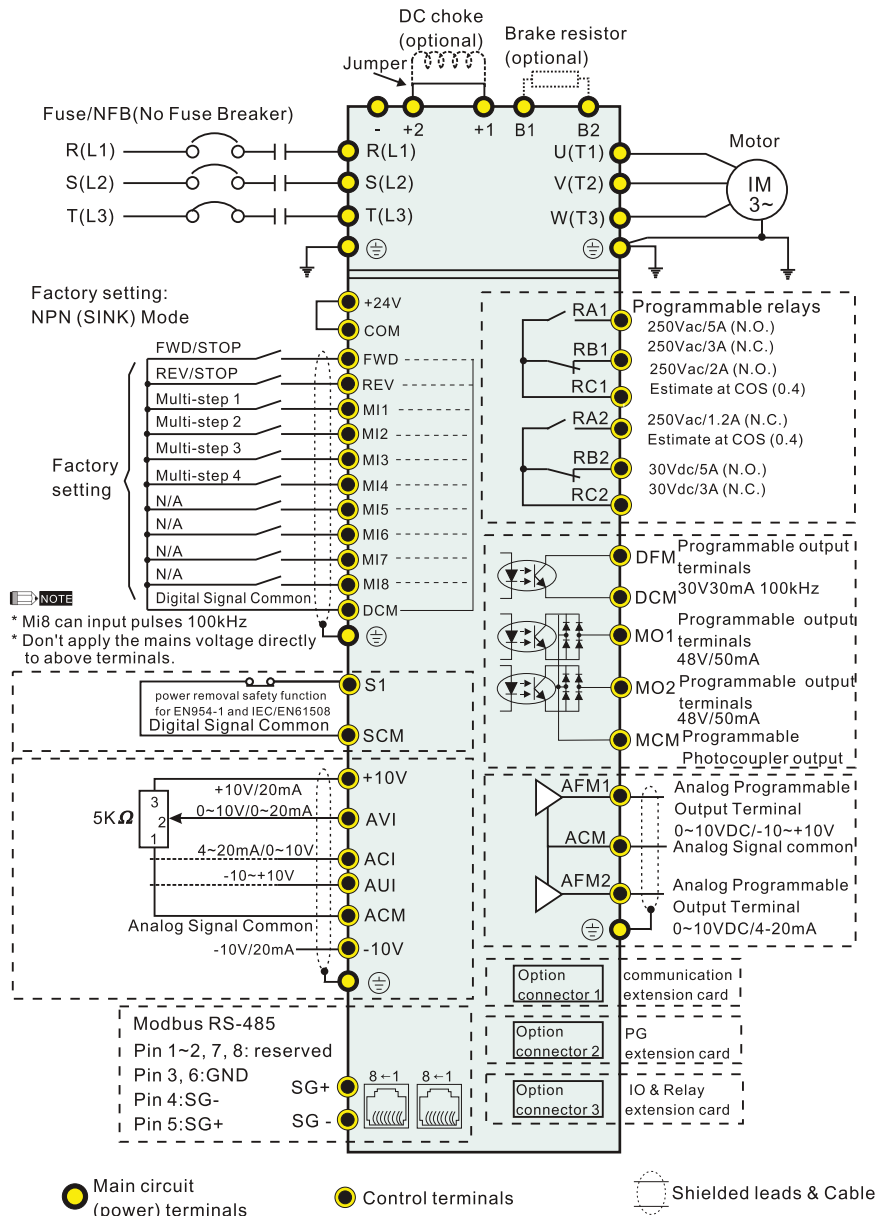 DC choke
(optional)
Jumper
Brake resistor
(optional)
Fuse/NFB(No Fuse Breaker)
- +2 +1 B1 B2
Motor
R(L1) R(L1) U(T1)
S(L2) S(L2) V(T2)
T(L3) T(L3) W(T3)
IM
3~
Factory setting:
NPN (SINK) Mode
+24V
COM
FWD/STOP FWD
REV/STOP REV
Multi-step 1 MI1
Multi-step 2 MI2
Multi-step 3 MI3
Multi-step 4 MI4
N/A MI5
N/A MI6
N/A MI7
N/A MI8
Digital Signal Common DCM
Factory
setting
NOTE
* Mi8 can input pulses 100kHz
* Don't apply the mains voltage directly
to above terminals.
RA1 Programmable relays
250Vac/5A (N.O.)
250Vac/3A (N.C.)
RB1
250Vac/2A (N.O.)
RC1 Estimate at COS (0.4)
RA2 250Vac/1.2A (N.C.)
Estimate at COS (0.4)
RB2 30Vdc/5A (N.O.)
30Vdc/3A (N.C.)
RC2
DFM Programmable output
terminals
DCM 30V30mA 100kHz
MO1 Programmable output
terminals
48V/50mA
MO2 Programmable output
terminals
48V/50mA
MCM Programmable
Photocoupler output
S1
power removal safety function
for EN954-1 and IEC/EN61508
Digital Signal Common
SCM
+10V
+10V/20mA
5KΩ
3
2
1
0~10V/0~20mA AVI
4~20mA/0~10V ACI
-10~+10V AUI
ACM
Analog Signal Common
-10V/20mA -10V
AFM1 Analog Programmable
Output Terminal
0~10VDC/-10~+10V
ACM Analog Signal common
AFM2 Analog Programmable
Output Terminal
0~10VDC/4-20mA
Option
connector 1
communication
extension card
Option
connector 2
PG
extension card
Option
connector 3
IO & Relay
extension card
Modbus RS-485
Pin 1~2, 7, 8: reserved
Pin 3, 6:GND
Pin 4:SG-
Pin 5:SG+
SG+
SG -
8←1 8←1
Main circuit
(power) terminals
Control terminals
Shielded leads & Cable